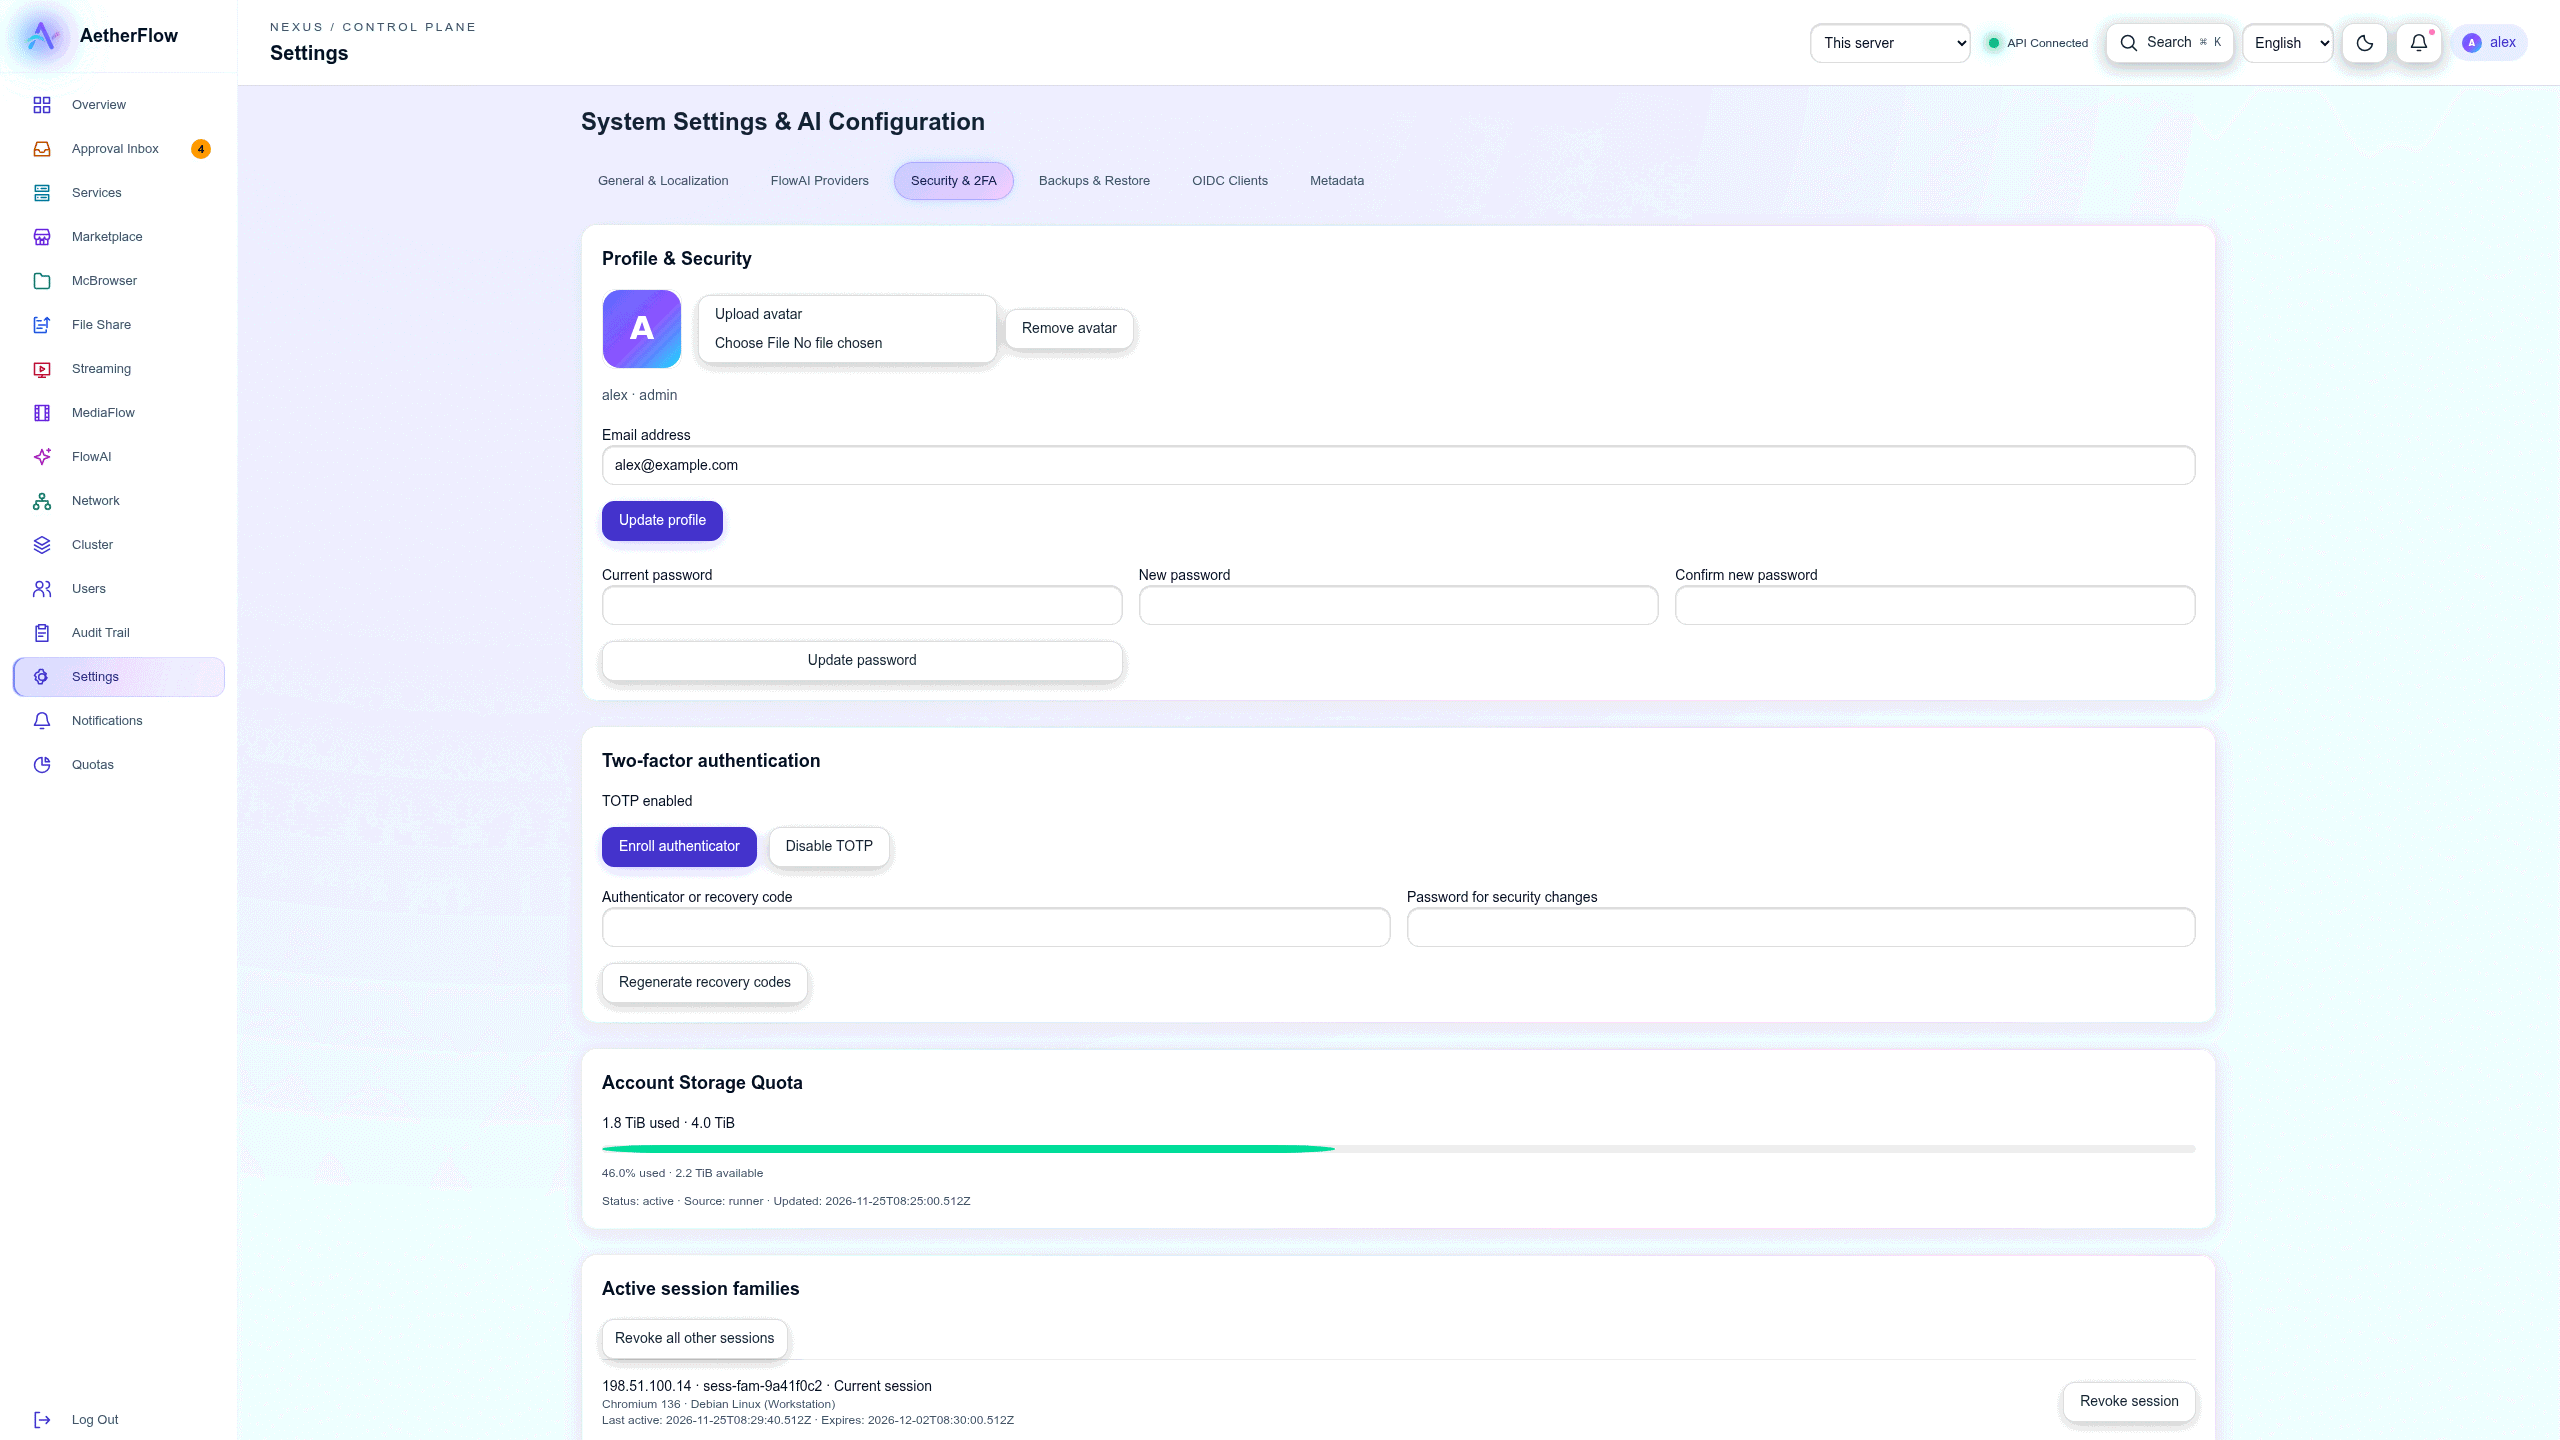 AetherFlow
NEXUS / CONTROL PLANE
Settings
This server
API Connected
Search ⌘ K
English
A alex
Overview
Approval Inbox 4
Services
Marketplace
McBrowser
File Share
Streaming
MediaFlow
FlowAI
Network
Cluster
Users
Audit Trail
Settings
Notifications
Quotas
Log Out
System Settings & AI Configuration
General & Localization
FlowAI Providers
Security & 2FA
Backups & Restore
OIDC Clients
Metadata
Profile & Security
A
Upload avatar
Choose File No file chosen
Remove avatar
alex · admin
Email address
alex@example.com
Update profile
Current password
New password
Confirm new password
Update password
Two-factor authentication
TOTP enabled
Enroll authenticator
Disable TOTP
Authenticator or recovery code
Password for security changes
Regenerate recovery codes
Account Storage Quota
1.8 TiB used · 4.0 TiB
46.0% used · 2.2 TiB available
Status: active · Source: runner · Updated: 2026-11-25T08:25:00.512Z
Active session families
Revoke all other sessions
198.51.100.14 · sess-fam-9a41f0c2 · Current session
Chromium 136 · Debian Linux (Workstation)
Last active: 2026-11-25T08:29:40.512Z · Expires: 2026-12-02T08:30:00.512Z
Revoke session